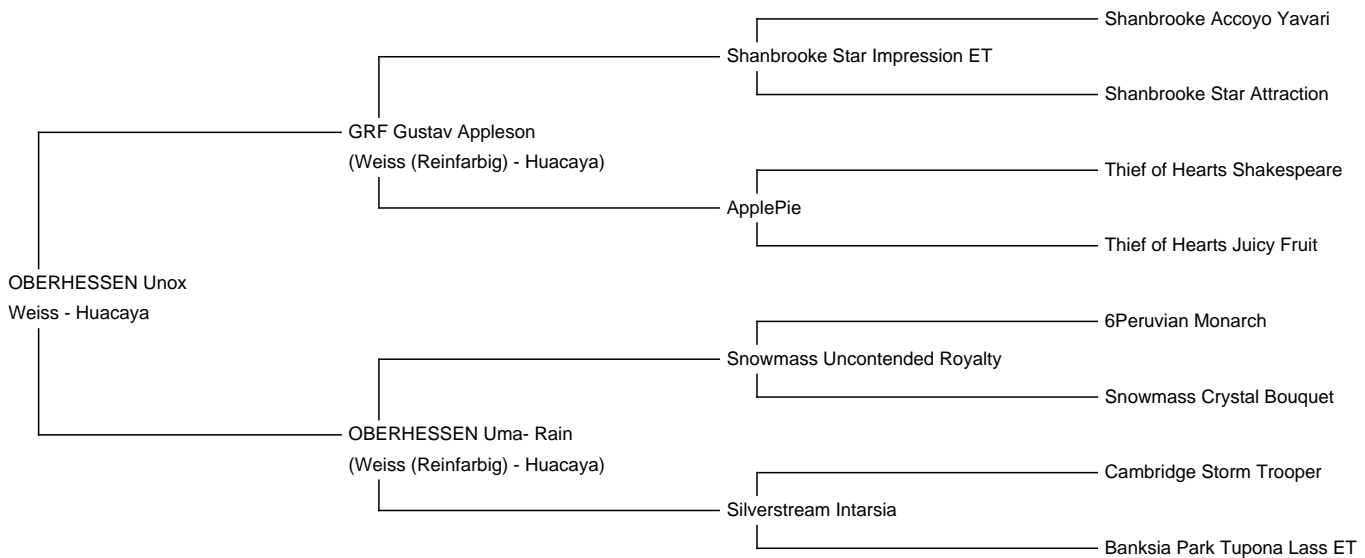 Shanbrooke Accoyo Yavari
Shanbrooke Star Impression ET
Shanbrooke Star Attraction
GRF Gustav Appleson
(Weiss (Reinfarbig) - Huacaya)
Thief of Hearts Shakespeare
ApplePie
Thief of Hearts Juicy Fruit
OBERHESSEN Unox
Weiss - Huacaya
6Peruvian Monarch
Snowmass Uncontended Royalty
Snowmass Crystal Bouquet
OBERHESSEN Uma- Rain
(Weiss (Reinfarbig) - Huacaya)
Cambridge Storm Trooper
Silverstream Intarsia
Banksia Park Tupona Lass ET